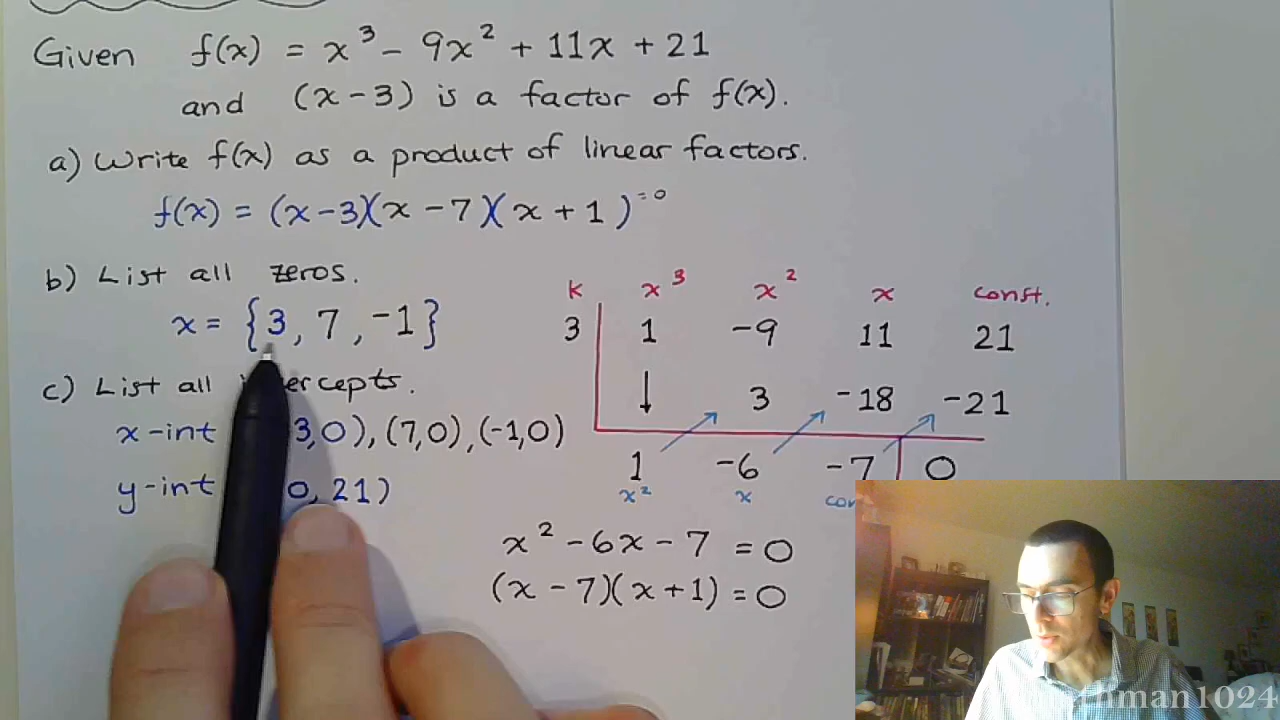 Given f(x) = x³ − 9x² + 11x + 21
and (x−3) is a factor of f(x).
a) Write f(x) as a product of linear factors.
f(x) = (x−3)(x−7)(x+1) =0
b) List all zeros.
x = {3, 7, −1}
c) List all
x-int 3,0), (7,0), (−1,0)
y-int 0, 21)
K x³ x² x const.
3 1 −9 11 21
↓ 3 −18 −21
1 −6 −7 0
x² x
x² − 6x − 7 = 0
(x − 7)(x+1) = 0